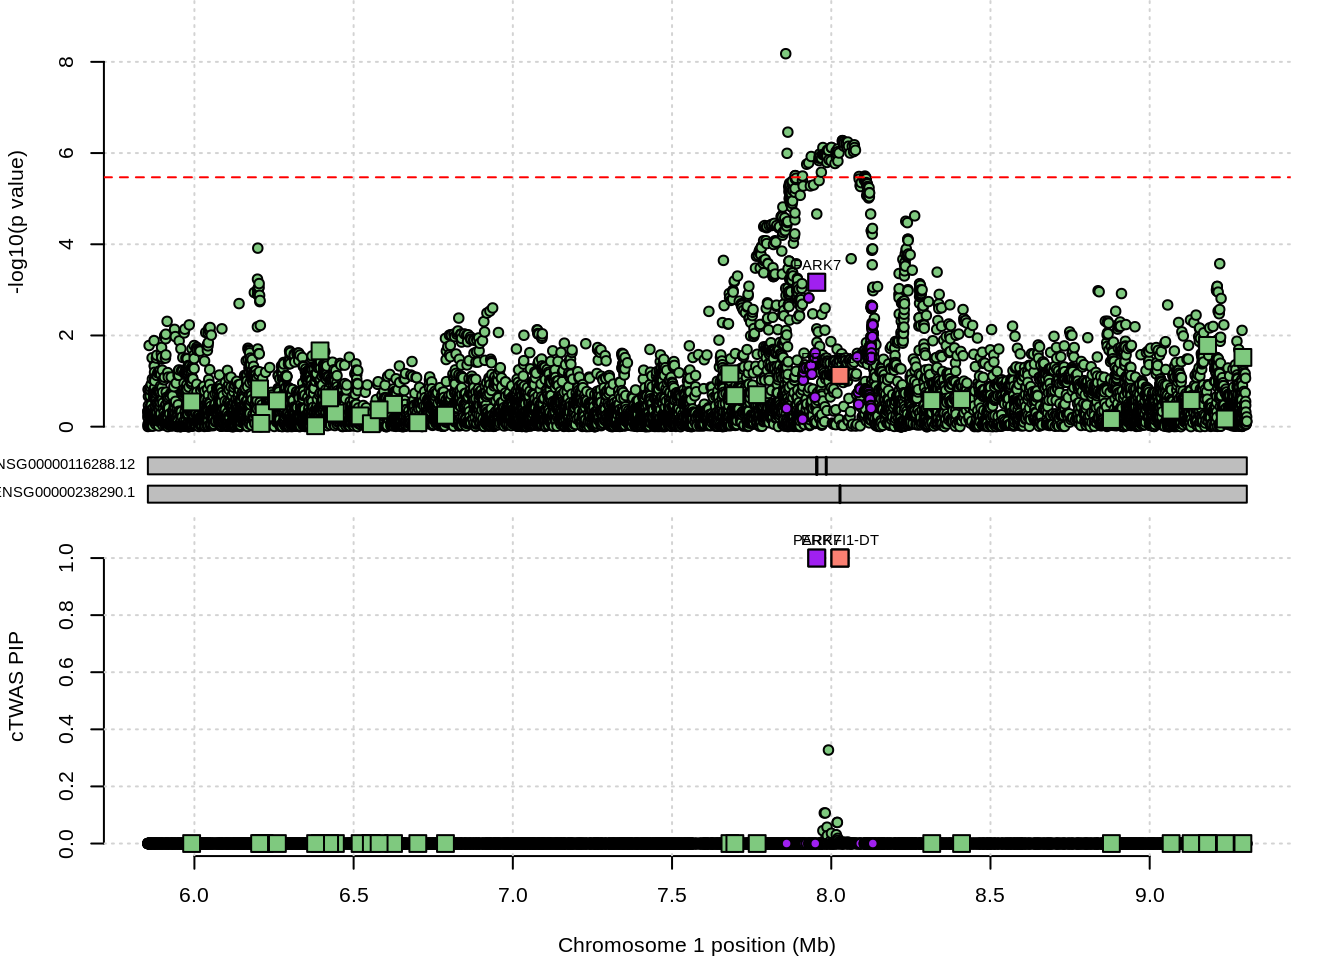 8
6
4
2
0
-log10(p value)
PARK7
NSG00000116288.12
ENSG00000238290.1
PARK7
1.0
0.8
0.6
0.4
0.2
0.0
cTWAS PIP
6.0 6.5 7.0 7.5 8.0 8.5 9.0
Chromosome 1 position (Mb)